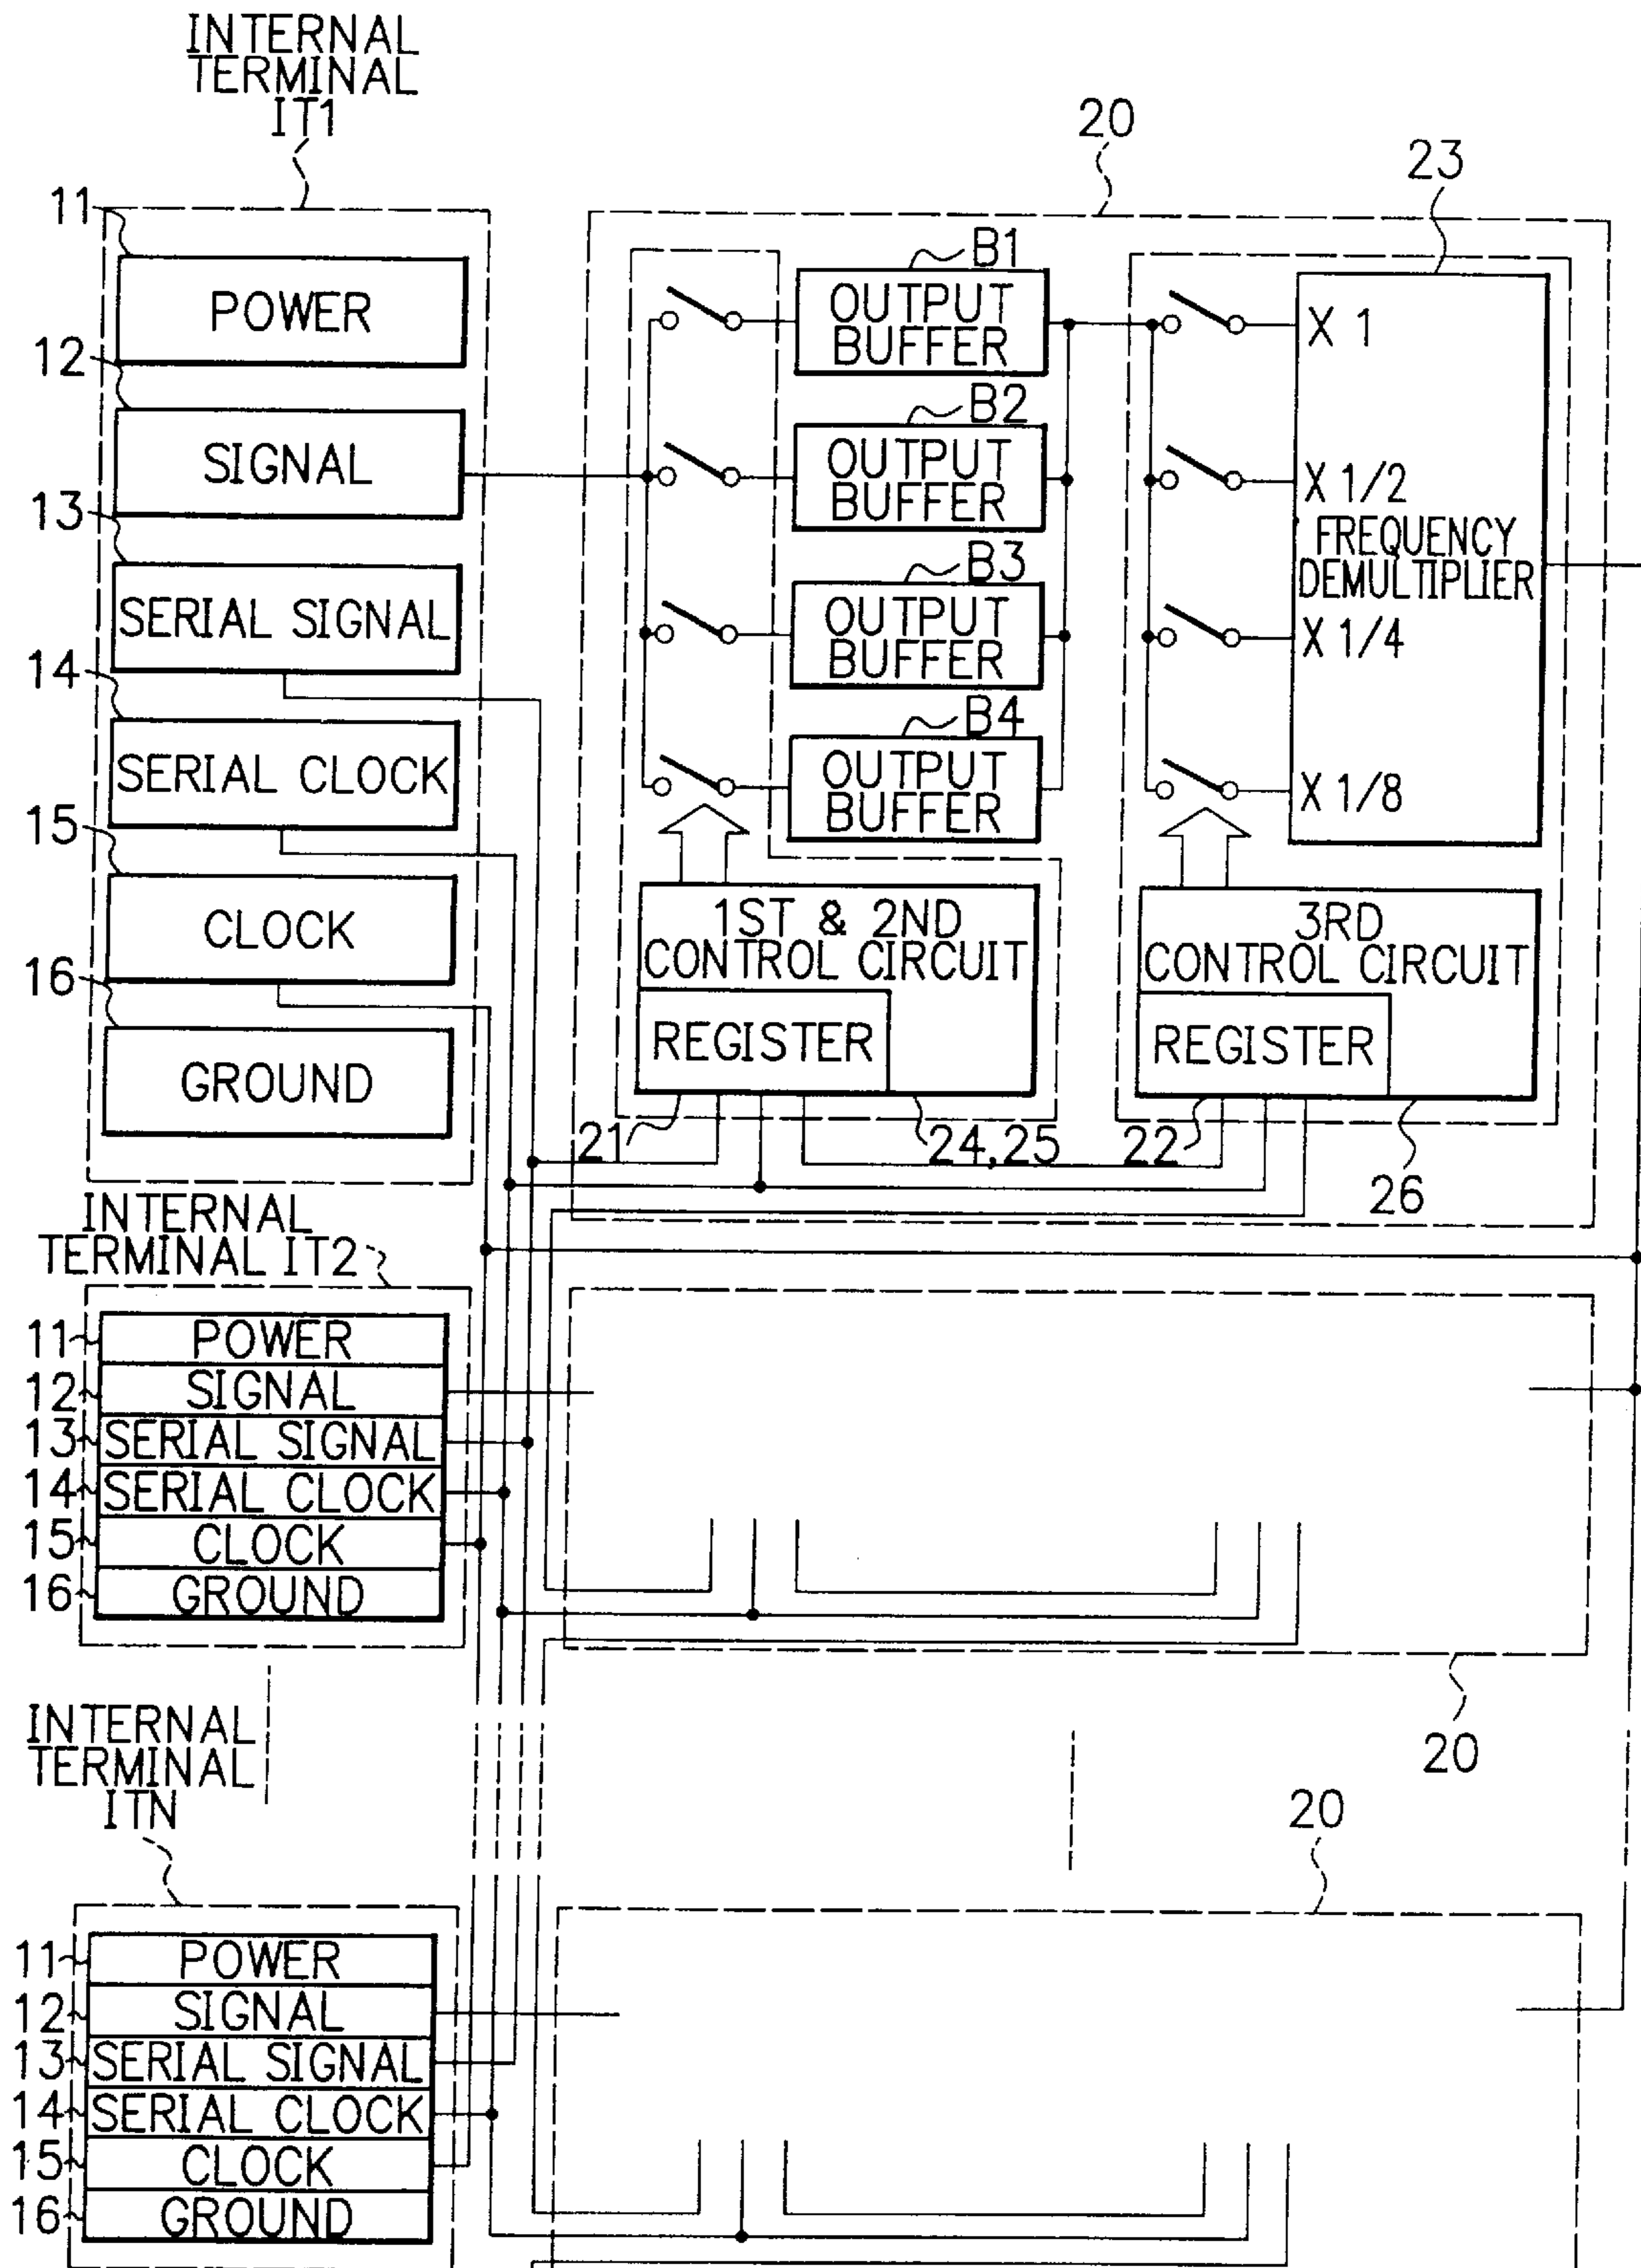 INTERNAL
TERMINAL
IT1
20
23
11
POWER
12
SIGNAL
13
SERIAL SIGNAL
14
SERIAL CLOCK
15
CLOCK
16
GROUND
B1
OUTPUT
BUFFER
B2
OUTPUT
BUFFER
B3
OUTPUT
BUFFER
B4
OUTPUT
BUFFER
X 1
X 1/2
FREQUENCY
DEMULTIPLIER
X 1/4
X 1/8
1ST & 2ND
CONTROL CIRCUIT
REGISTER
3RD
CONTROL CIRCUIT
REGISTER
21
24,25
22
26
INTERNAL
TERMINAL IT2
11
POWER
12
SIGNAL
13
SERIAL SIGNAL
14
SERIAL CLOCK
15
CLOCK
16
GROUND
20
INTERNAL
TERMINAL
ITN
20
11
POWER
12
SIGNAL
13
SERIAL SIGNAL
14
SERIAL CLOCK
15
CLOCK
16
GROUND